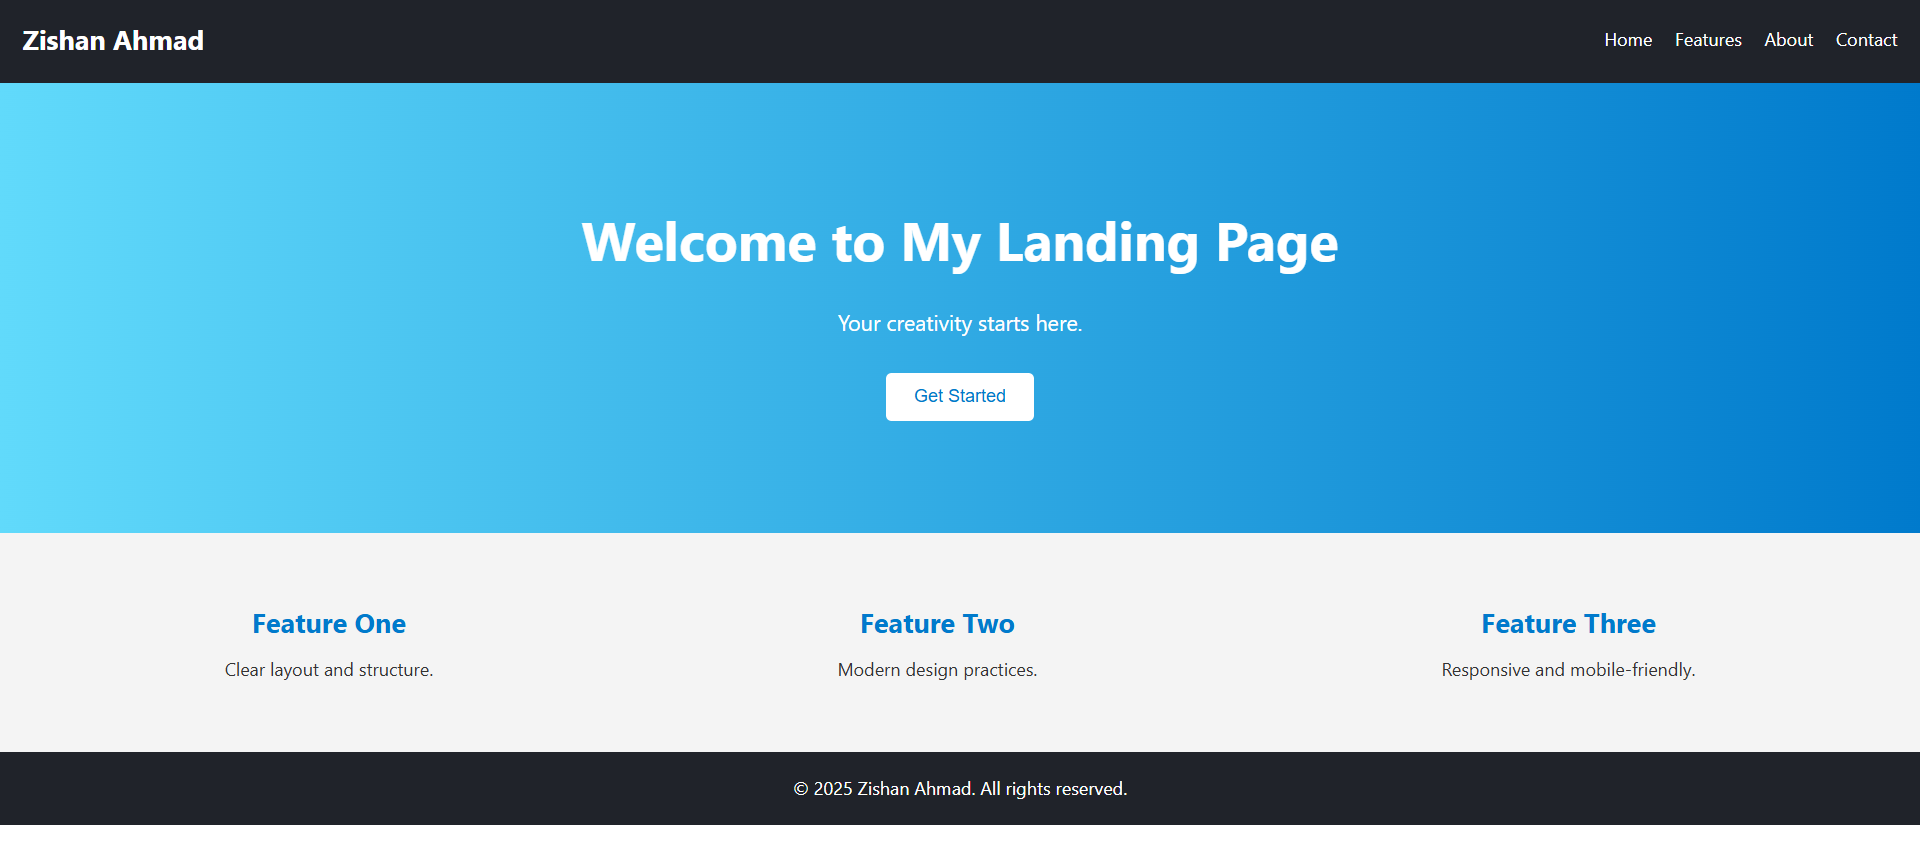 Zishan Ahmad
Home Features About Contact
Welcome to My Landing Page
Your creativity starts here.
Get Started
Feature One
Clear layout and structure.
Feature Two
Modern design practices.
Feature Three
Responsive and mobile-friendly.
© 2025 Zishan Ahmad. All rights reserved.